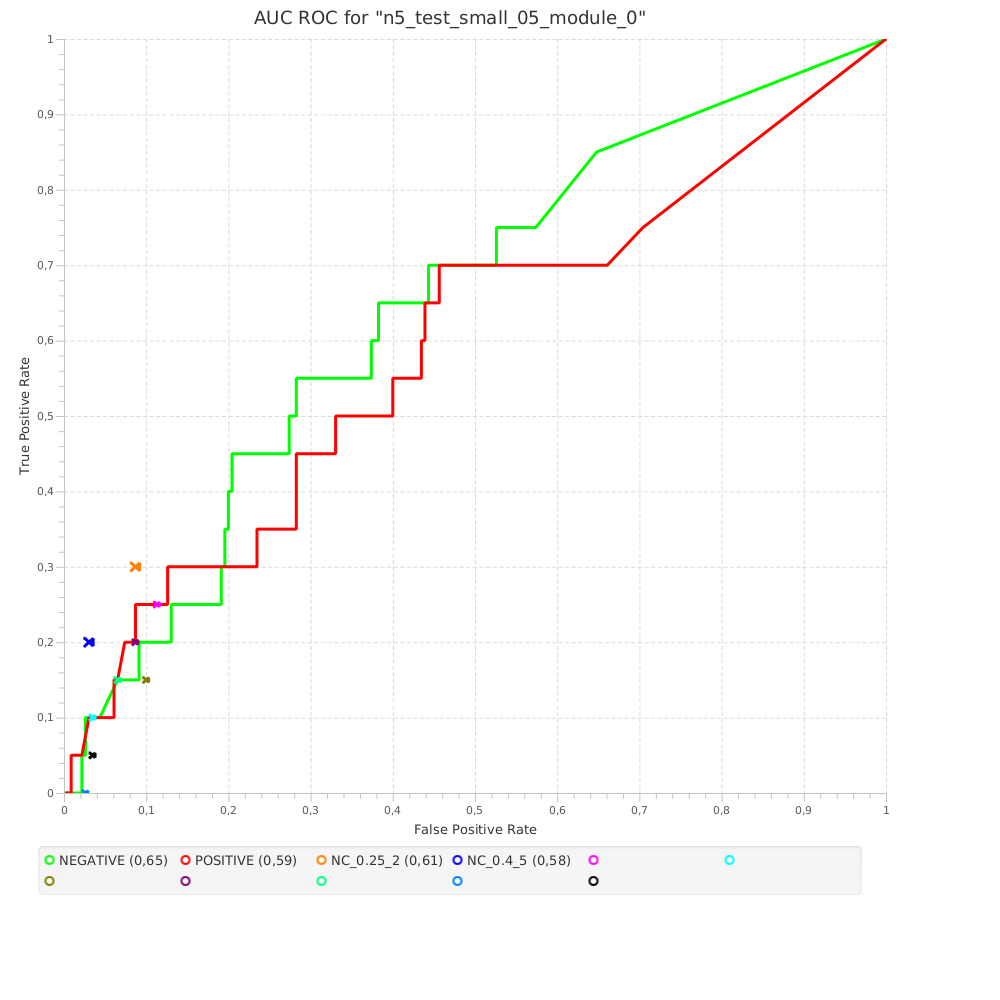 AUC ROC for "n5_test_small_05_module_0"
1
0,9
0,8
0,7
0,6
0,5
0,4
0,3
0,2
0,1
0
True Positive Rate
0 0,1 0,2 0,3 0,4 0,5 0,6 0,7 0,8 0,9 1
False Positive Rate
NEGATIVE (0,65) POSITIVE (0,59) NC_0.25_2 (0,61) NC_0.4_5 (0,58)